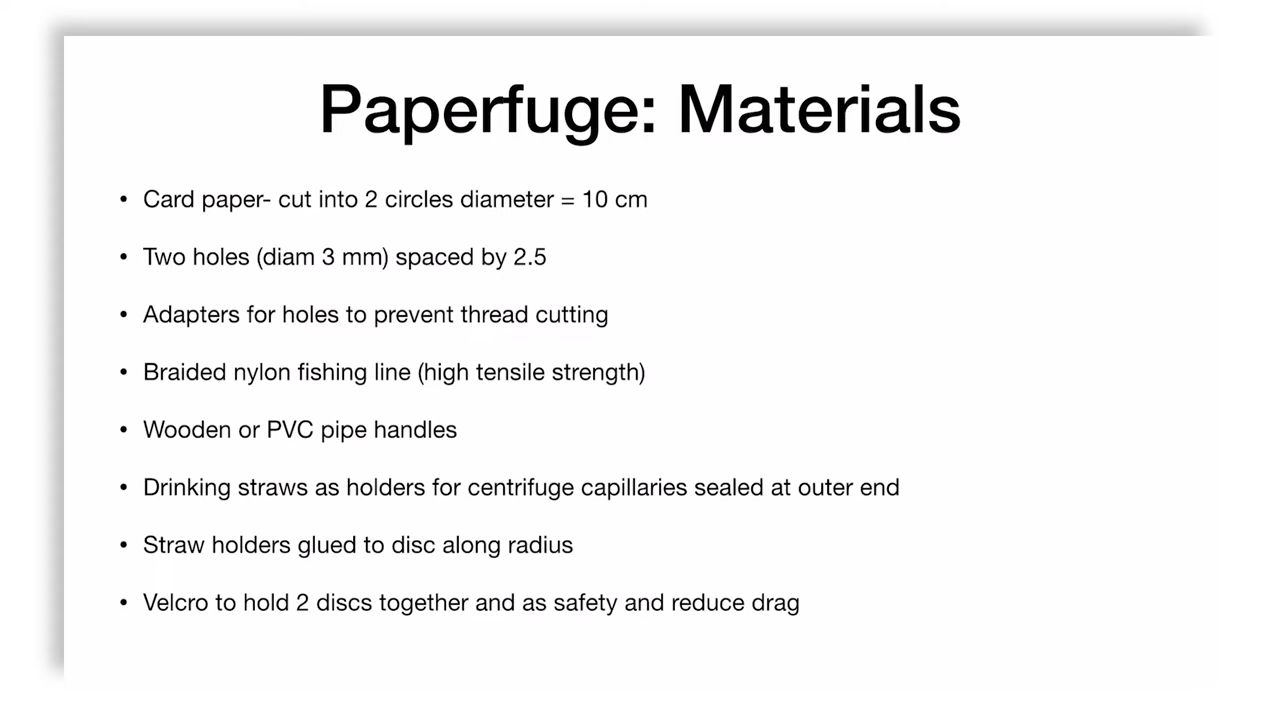 Paperfuge: Materials
• Card paper- cut into 2 circles diameter = 10 cm
• Two holes (diam 3 mm) spaced by 2.5
• Adapters for holes to prevent thread cutting
• Braided nylon fishing line (high tensile strength)
• Wooden or PVC pipe handles
• Drinking straws as holders for centrifuge capillaries sealed at outer end
• Straw holders glued to disc along radius
• Velcro to hold 2 discs together and as safety and reduce drag